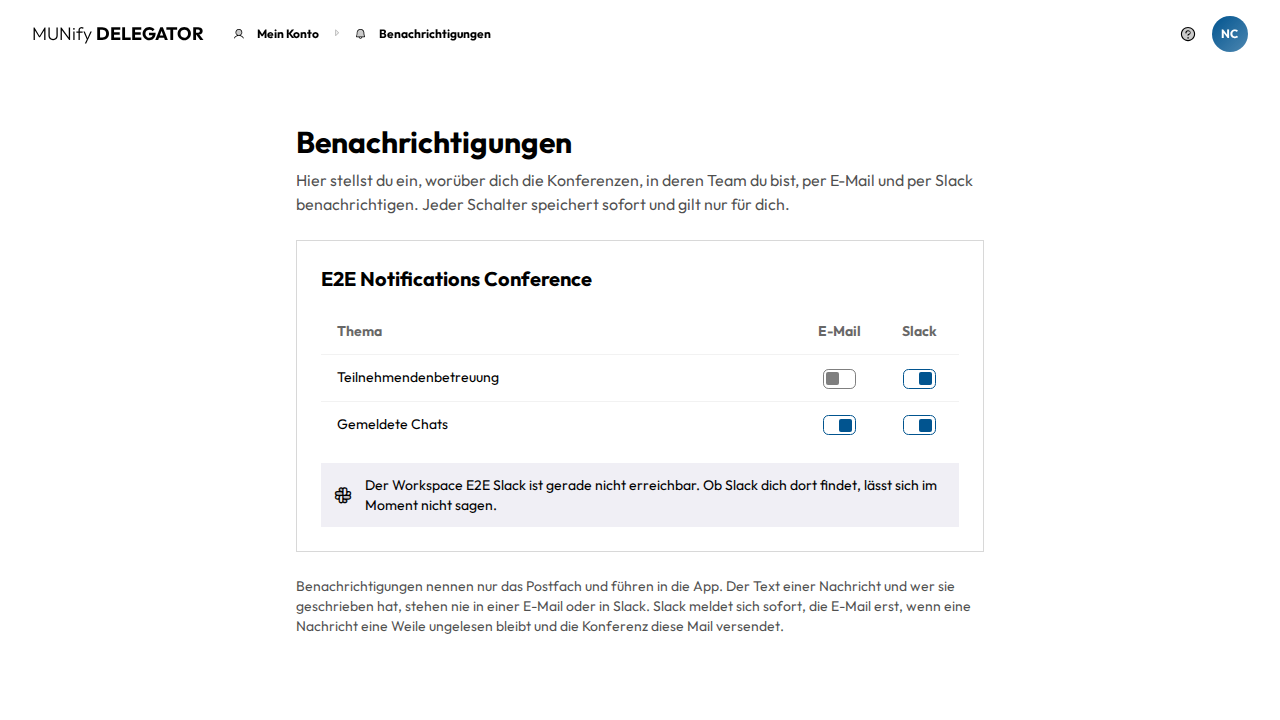 MUNify DELEGATOR
Mein Konto
Benachrichtigungen
NC
Benachrichtigungen
Hier stellst du ein, worüber dich die Konferenzen, in deren Team du bist, per E-Mail und per Slack
benachrichtigen. Jeder Schalter speichert sofort und gilt nur für dich.
E2E Notifications Conference
Thema E-Mail Slack
Teilnehmendenbetreuung
Gemeldete Chats
Der Workspace E2E Slack ist gerade nicht erreichbar. Ob Slack dich dort findet, lässt sich im
Moment nicht sagen.
Benachrichtigungen nennen nur das Postfach und führen in die App. Der Text einer Nachricht und wer sie
geschrieben hat, stehen nie in einer E-Mail oder in Slack. Slack meldet sich sofort, die E-Mail erst, wenn eine
Nachricht eine Weile ungelesen bleibt und die Konferenz diese Mail versendet.